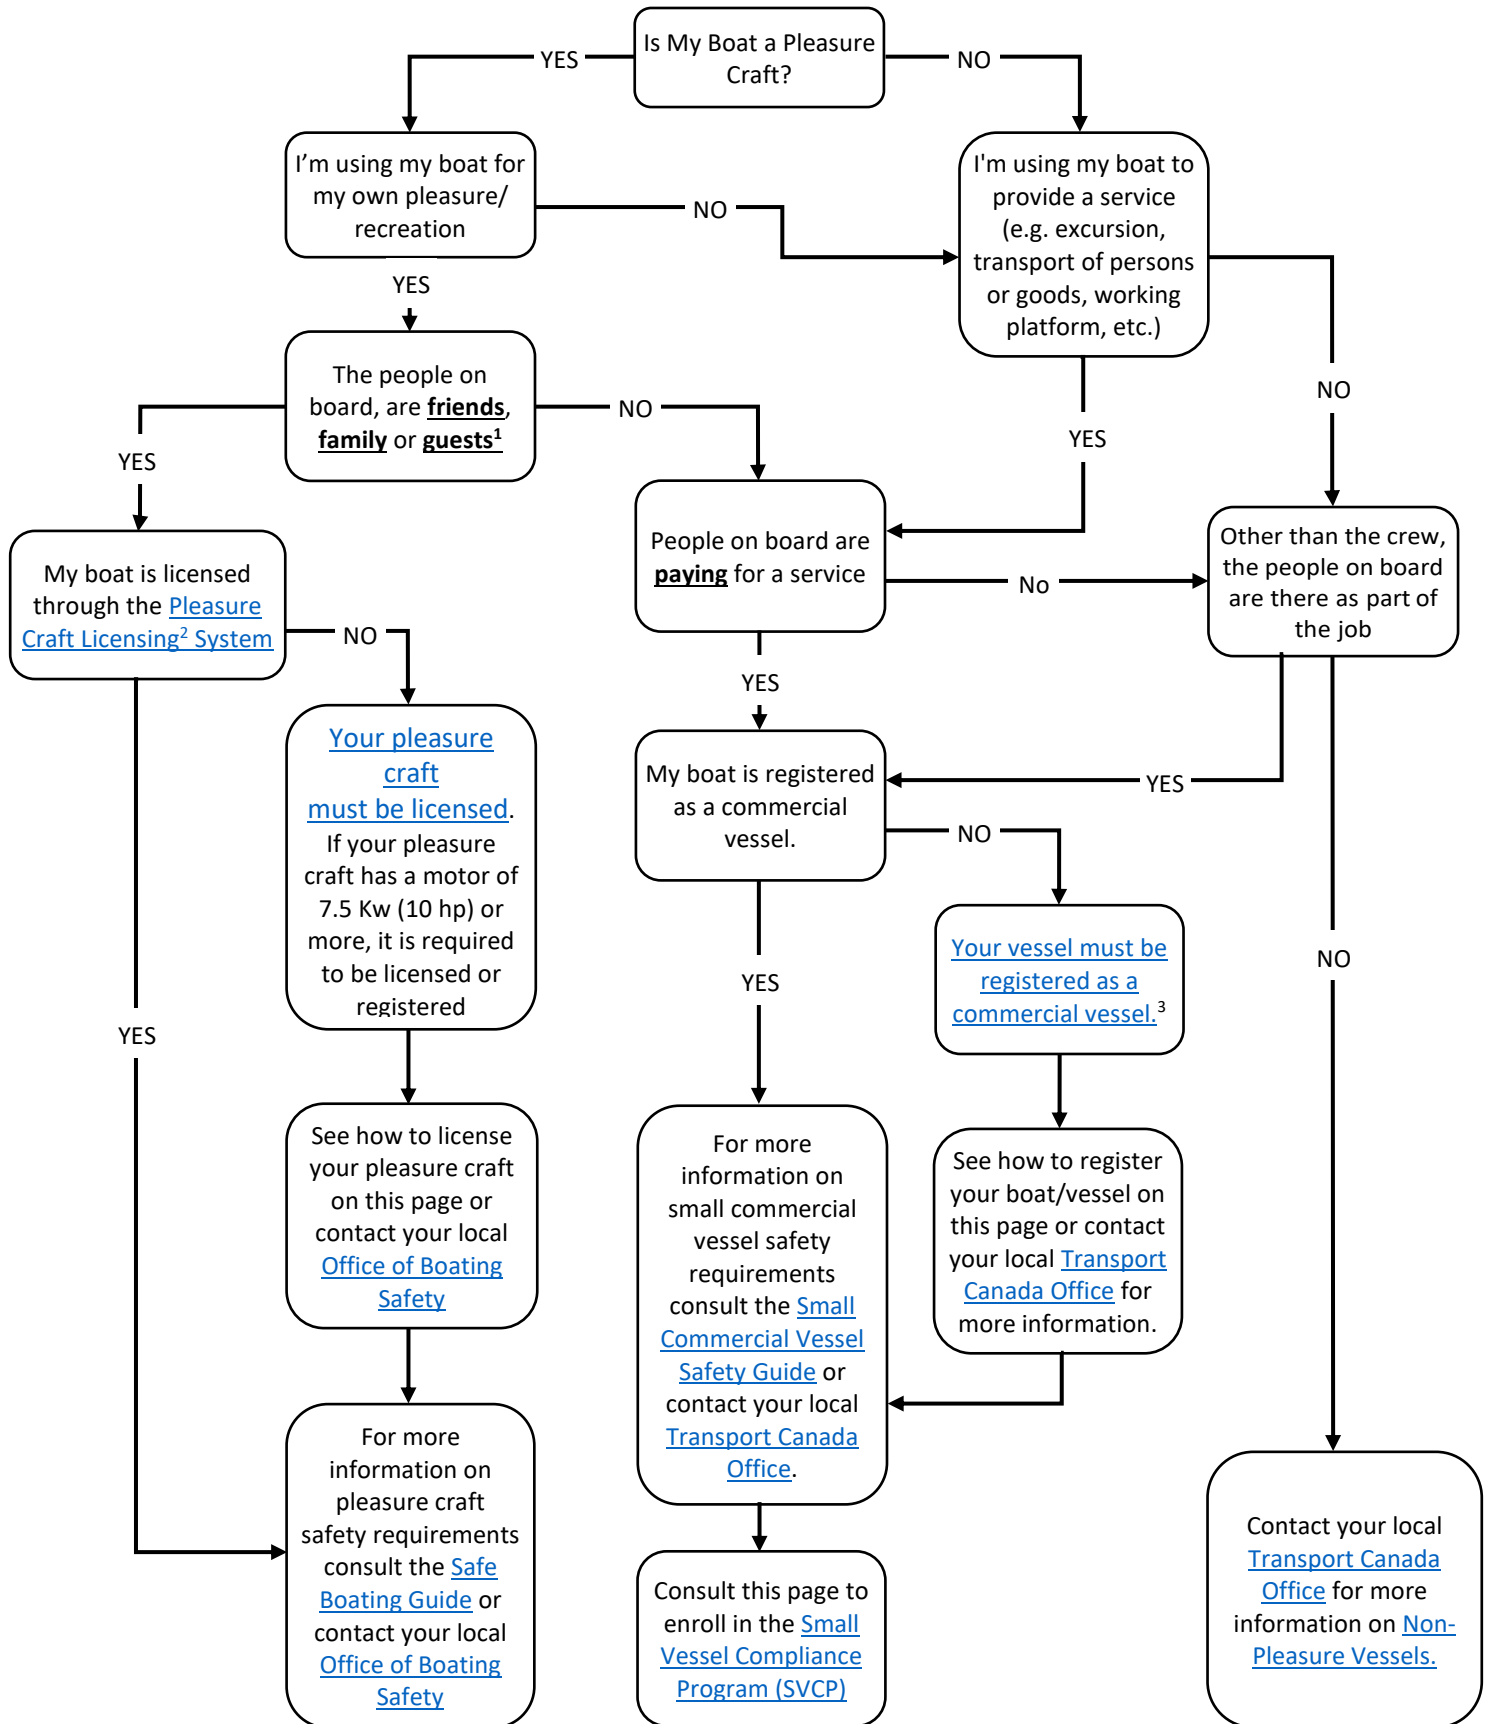 Is My Boat a Pleasure
Craft?
YES
NO
I’m using my boat for
my own pleasure/
recreation
NO
I'm using my boat to
provide a service
(e.g. excursion,
transport of persons
or goods, working
platform, etc.)
YES
The people on
board, are friends,
family or guests¹
NO
YES
NO
YES
People on board are
paying for a service
No
Other than the crew,
the people on board
are there as part of
the job
My boat is licensed
through the Pleasure
Craft Licensing² System
NO
YES
Your pleasure
craft
must be licensed.
If your pleasure
craft has a motor of
7.5 Kw (10 hp) or
more, it is required
to be licensed or
registered
My boat is registered
as a commercial
vessel.
YES
NO
YES
YES
Your vessel must be
registered as a
commercial vessel.³
NO
See how to license
your pleasure craft
on this page or
contact your local
Office of Boating
Safety
For more
information on
small commercial
vessel safety
requirements
consult the Small
Commercial Vessel
Safety Guide or
contact your local
Transport Canada
Office.
See how to register
your boat/vessel on
this page or contact
your local Transport
Canada Office for
more information.
For more
information on
pleasure craft
safety requirements
consult the Safe
Boating Guide or
contact your local
Office of Boating
Safety
Consult this page to
enroll in the Small
Vessel Compliance
Program (SVCP)
Contact your local
Transport Canada
Office for more
information on Non-
Pleasure Vessels.